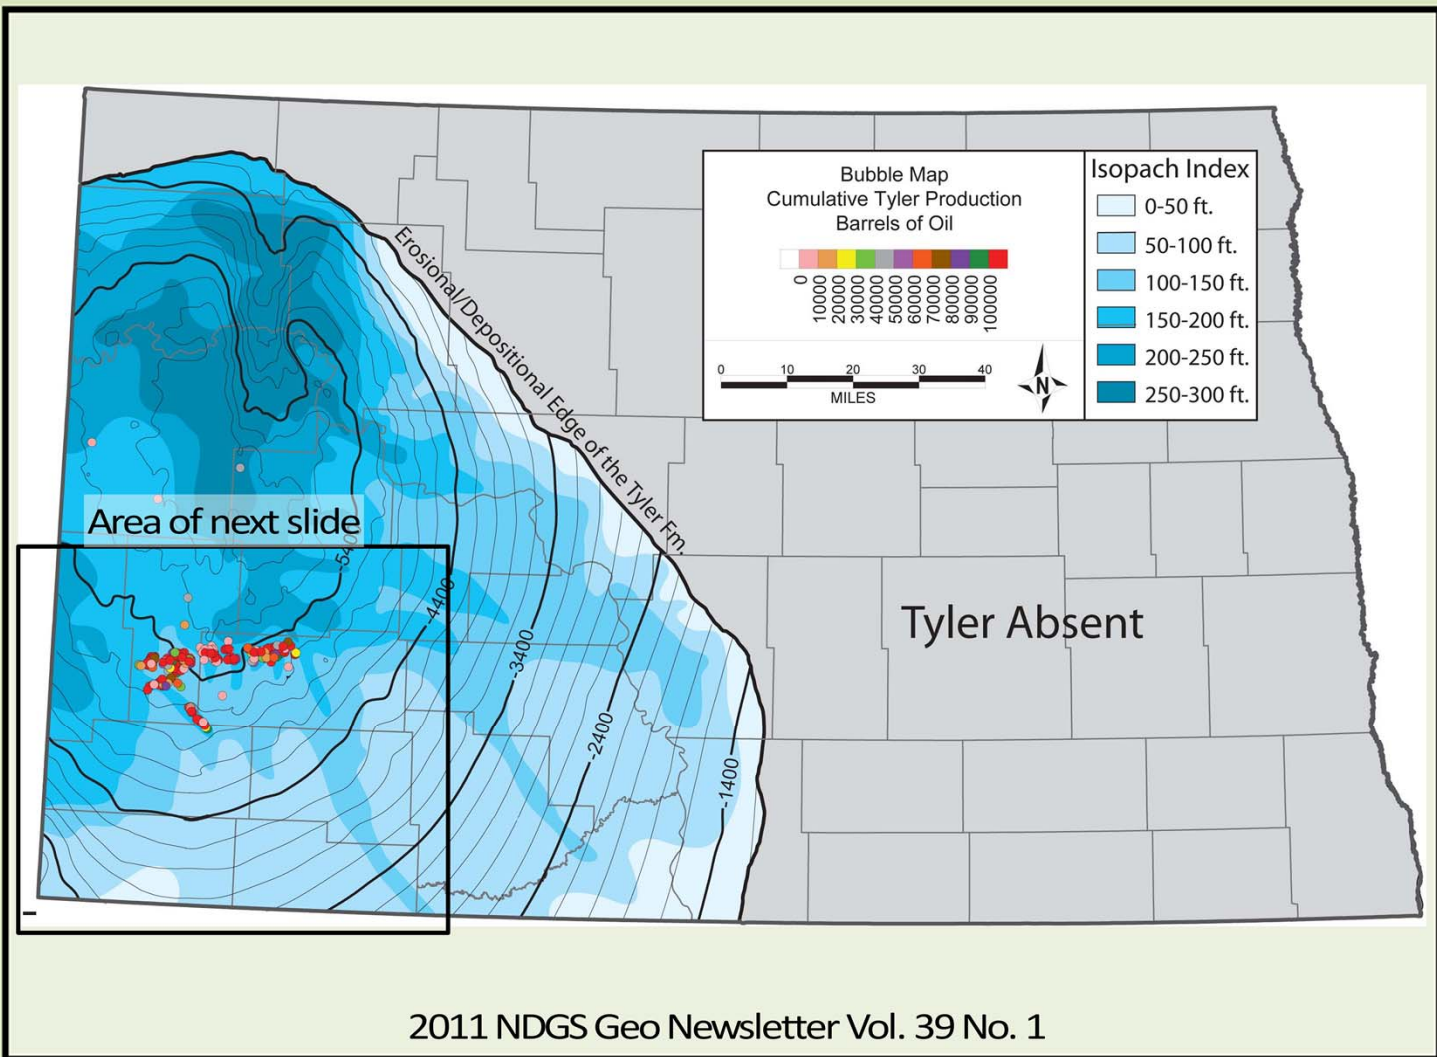 Bubble Map
Cumulative Tyler Production
Barrels of Oil
0
10000
20000
30000
40000
50000
60000
70000
80000
90000
100000
0 10 20 30 40
MILES
N
Isopach Index
0-50 ft.
50-100 ft.
100-150 ft.
150-200 ft.
200-250 ft.
250-300 ft.
Erosional/Depositional Edge of the Tyler Fm.
Area of next slide
-4400
-3400
-2400
-1400
Tyler Absent
2011 NDGS Geo Newsletter Vol. 39 No. 1